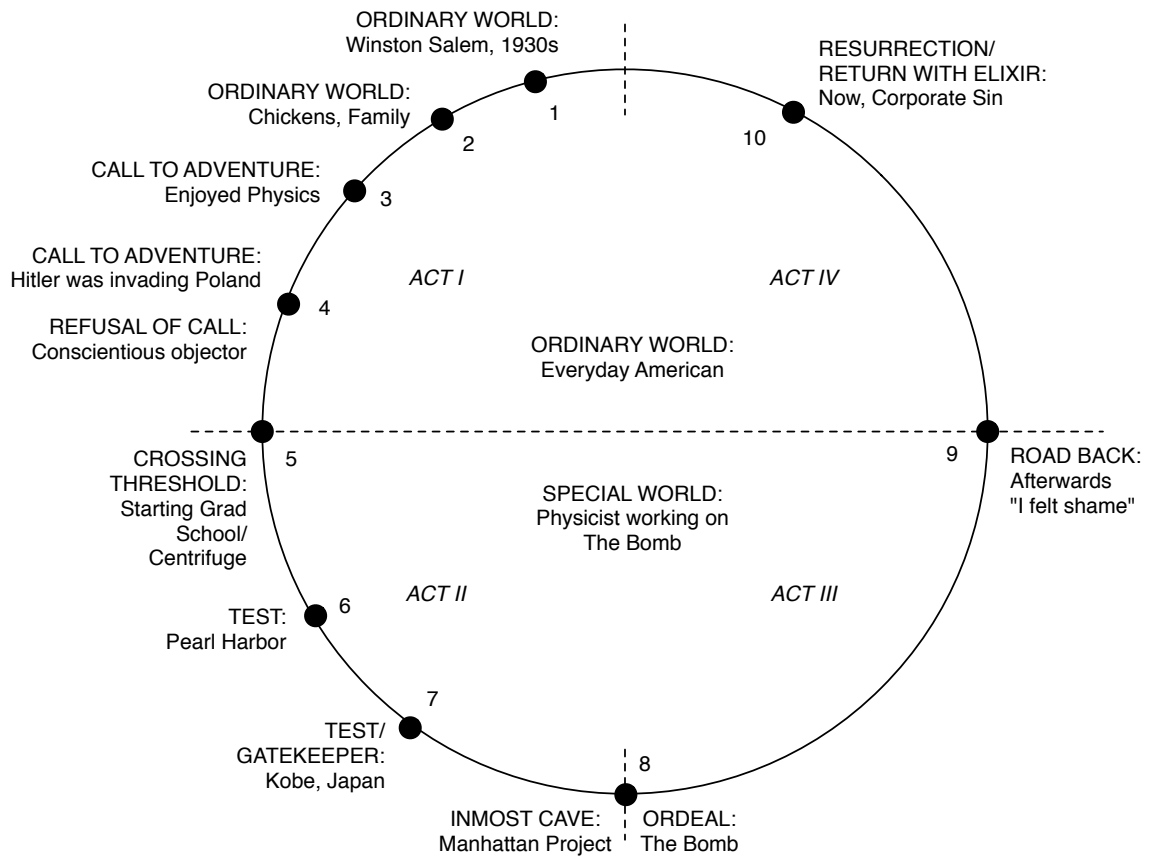 ORDINARY WORLD:
Winston Salem, 1930s
1
ORDINARY WORLD:
Chickens, Family
2
CALL TO ADVENTURE:
Enjoyed Physics
3
CALL TO ADVENTURE:
Hitler was invading Poland
4
REFUSAL OF CALL:
Conscientious objector
ACT I
RESURRECTION/
RETURN WITH ELIXIR:
Now, Corporate Sin
10
ACT IV
ORDINARY WORLD:
Everyday American
5
CROSSING
THRESHOLD:
Starting Grad
School/
Centrifuge
SPECIAL WORLD:
Physicist working on
The Bomb
9
ROAD BACK:
Afterwards
"I felt shame"
ACT II
ACT III
6
TEST:
Pearl Harbor
7
TEST/
GATEKEEPER:
Kobe, Japan
8
INMOST CAVE:
Manhattan Project
ORDEAL:
The Bomb